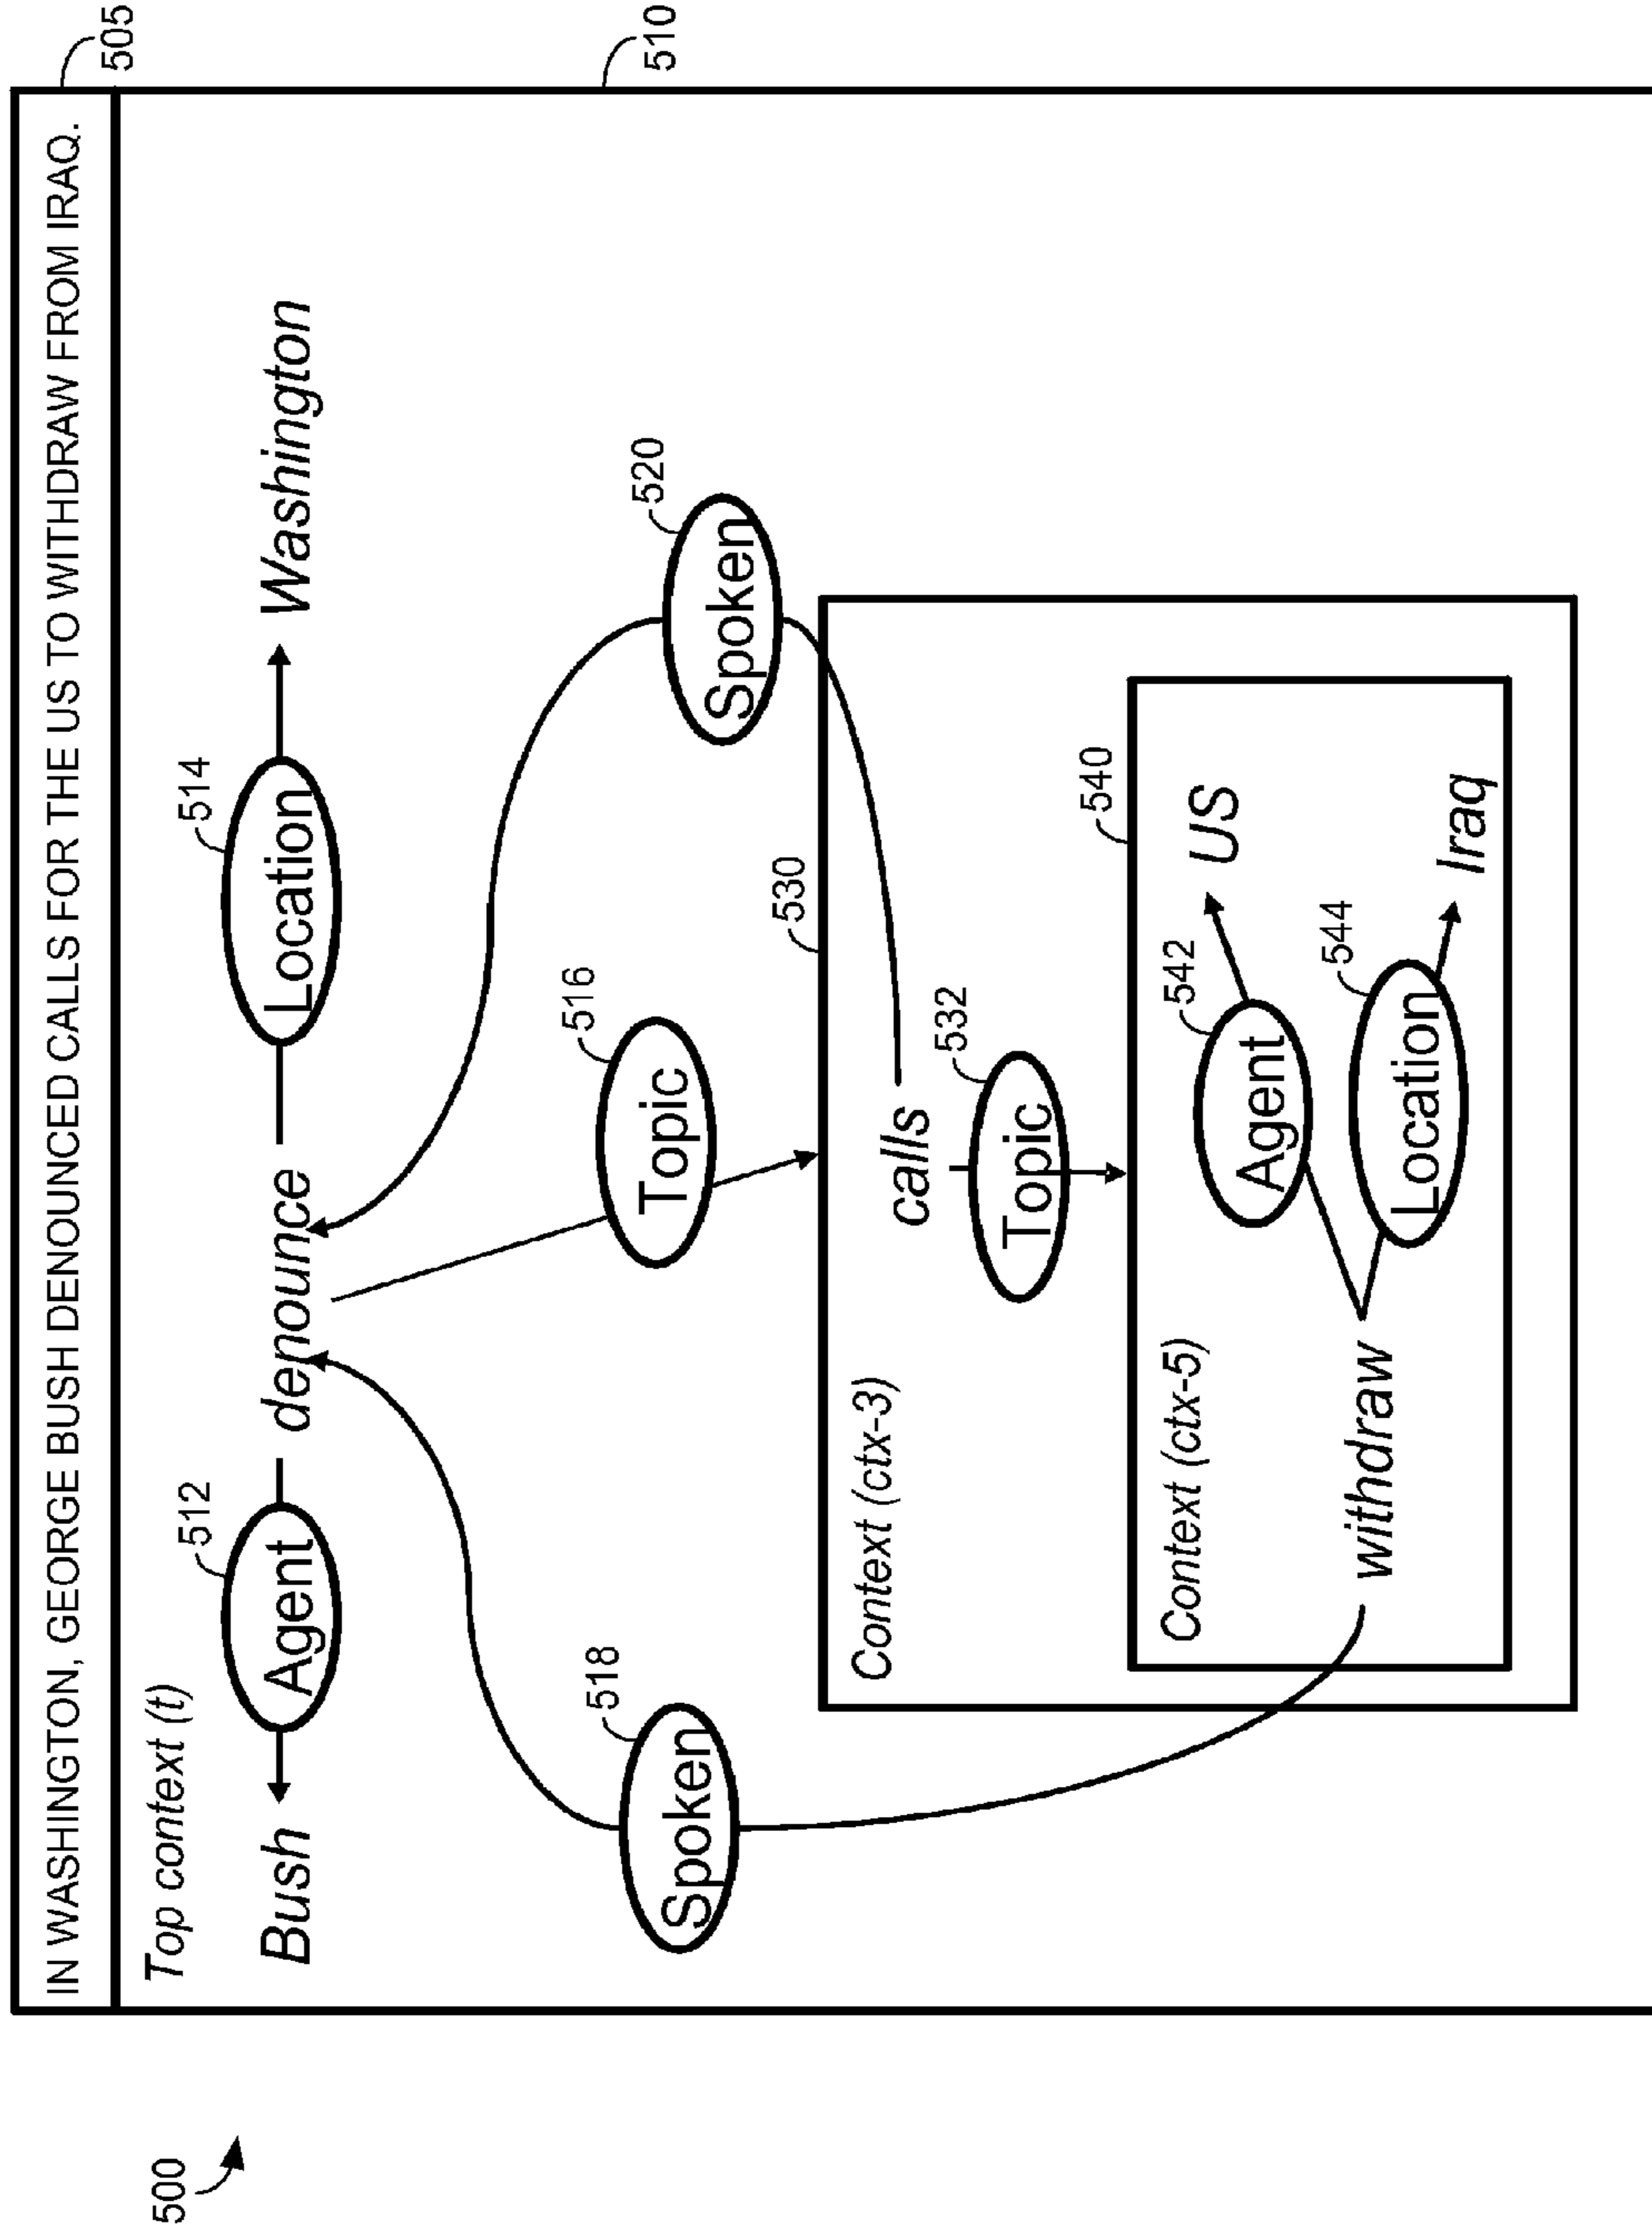 500
IN WASHINGTON, GEORGE BUSH DENOUNCED CALLS FOR THE US TO WITHDRAW FROM IRAQ.
505
Top context (t)
510
512
514
Bush
Agent
denounce
Location
Washington
516
518
520
Spoken
Topic
Spoken
530
Context (ctx-3)
calls
532
Topic
540
Context (ctx-5)
542
Agent
US
withdraw
544
Location
Iraq